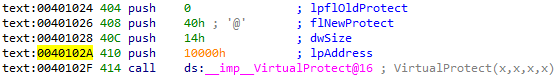 text:00401024 404 push    0               ; lpflOldProtect
text:00401026 408 push    40h ; '@'       ; flNewProtect
text:00401028 40C push    14h             ; dwSize
text:0040102A 410 push    10000h          ; lpAddress
text:0040102F 414 call    ds:__imp__VirtualProtect@16 ; VirtualProtect(x,x,x,x)